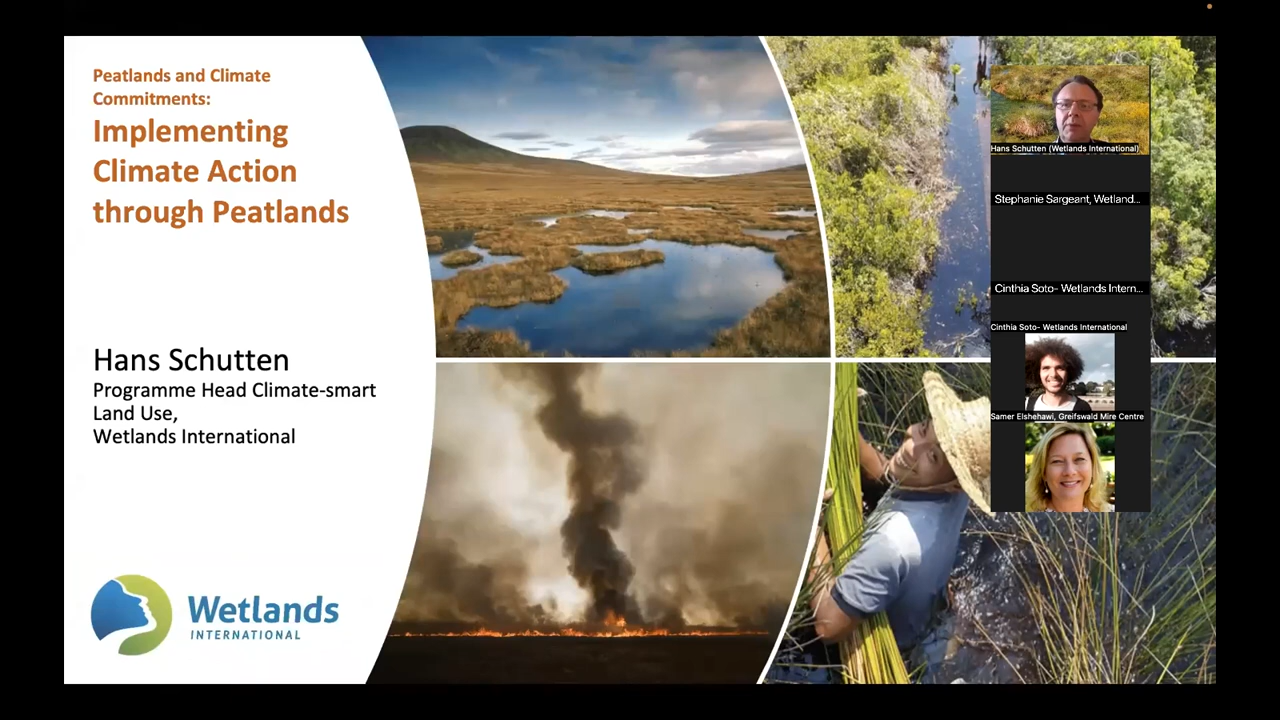 Peatlands and Climate
Commitments:
Implementing
Climate Action
through Peatlands
Hans Schutten
Programme Head Climate-smart
Land Use,
Wetlands International
Wetlands
INTERNATIONAL
Hans Schutten (Wetlands International)
Stephanie Sargeant, Wetland...
Cinthia Soto- Wetlands Intern...
Cinthia Soto- Wetlands International
Samer Elshehawi, Greifswald Mire Centre